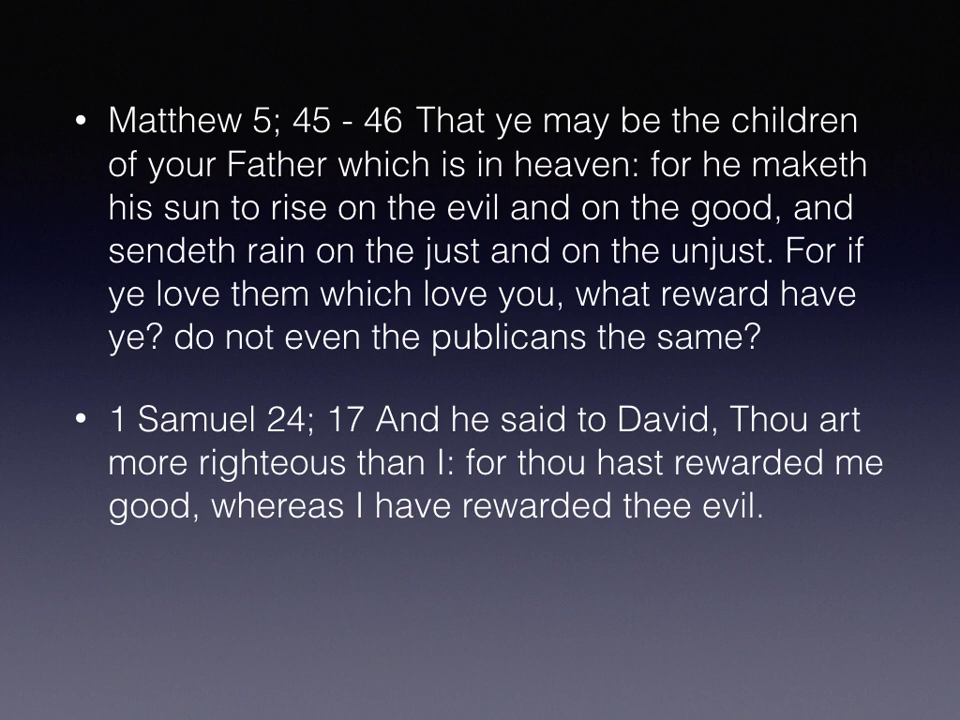 • Matthew 5; 45 - 46 That ye may be the children
of your Father which is in heaven: for he maketh
his sun to rise on the evil and on the good, and
sendeth rain on the just and on the unjust. For if
ye love them which love you, what reward have
ye? do not even the publicans the same?
• 1 Samuel 24; 17 And he said to David, Thou art
more righteous than I: for thou hast rewarded me
good, whereas I have rewarded thee evil.